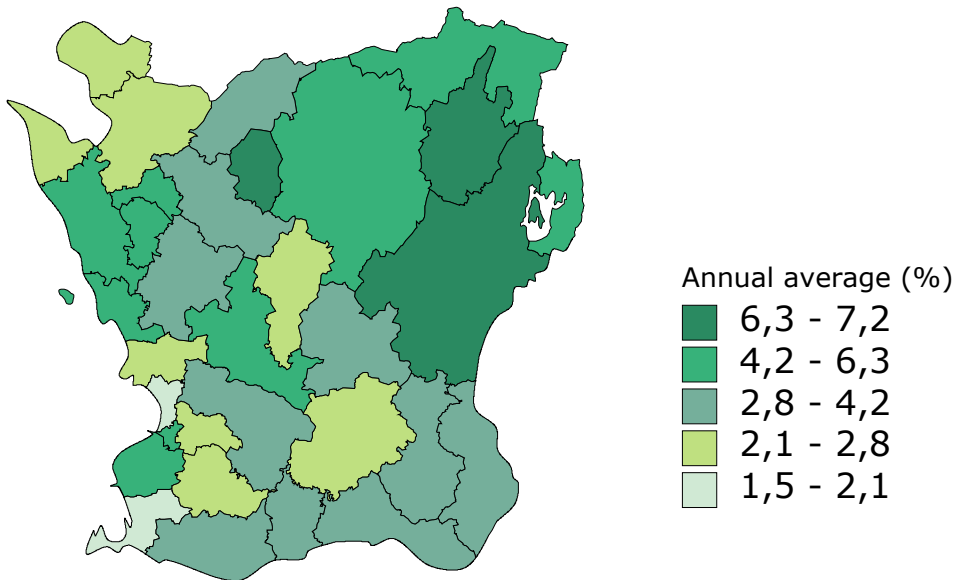 Annual average (%)
6,3 - 7,2
4,2 - 6,3
2,8 - 4,2
2,1 - 2,8
1,5 - 2,1